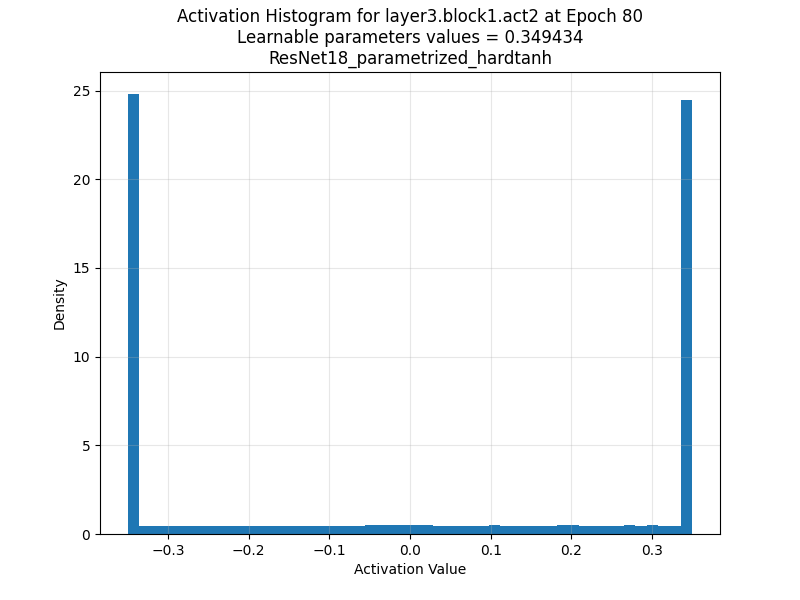 Activation Histogram for layer3.block1.act2 at Epoch 80
Learnable parameters values = 0.349434
ResNet18_parametrized_hardtanh
25
20
15
10
5
0
Density
−0.3 −0.2 −0.1 0.0 0.1 0.2 0.3
Activation Value